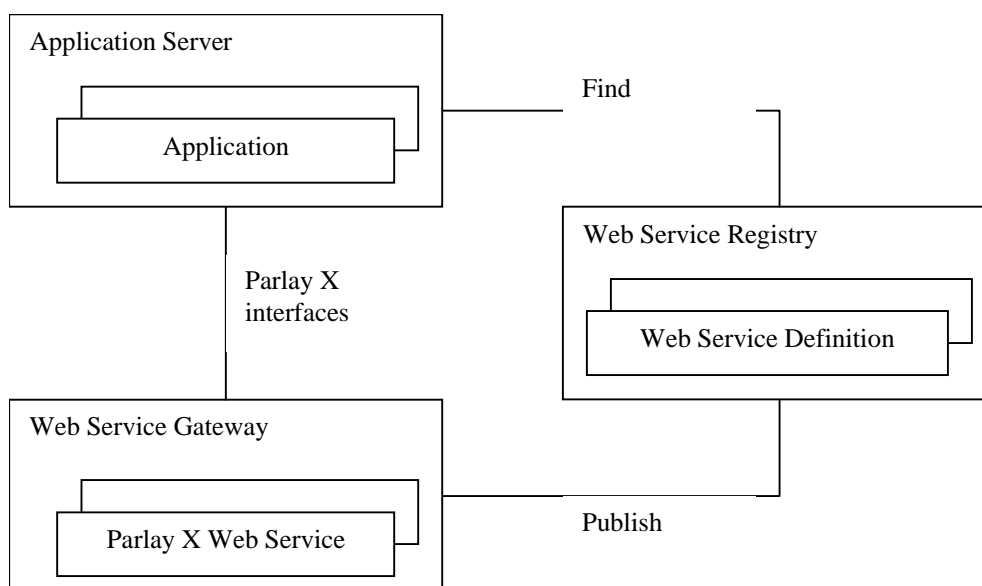 Application Server
Find
Application
Web Service Registry
Parlay X
interfaces
Web Service Definition
Web Service Gateway
Publish
Parlay X Web Service